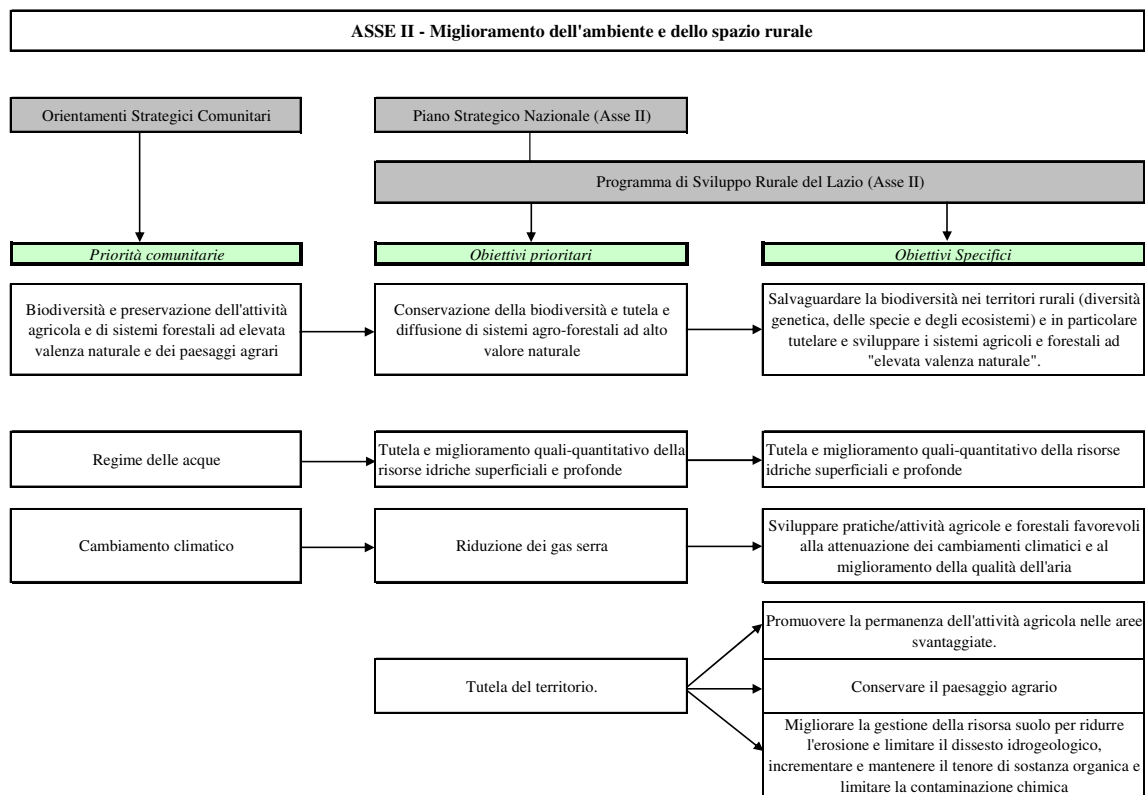 ASSE II - Miglioramento dell'ambiente e dello spazio rurale
Orientamenti Strategici Comunitari
Piano Strategico Nazionale (Asse II)
Programma di Sviluppo Rurale del Lazio (Asse II)
Priorità comunitarie
Obiettivi prioritari
Obiettivi Specifici
Biodiversità e preservazione dell'attività
agricola e di sistemi forestali ad elevata
valenza naturale e dei paesaggi agrari
Conservazione della biodiversità e tutela e
diffusione di sistemi agro-forestali ad alto
valore naturale
Salvaguardare la biodiversità nei territori rurali (diversità
genetica, delle specie e degli ecosistemi) e in particolare
tutelare e sviluppare i sistemi agricoli e forestali ad
"elevata valenza naturale".
Regime delle acque
Tutela e miglioramento quali-quantitativo della
risorse idriche superficiali e profonde
Tutela e miglioramento quali-quantitativo della risorse
idriche superficiali e profonde
Cambiamento climatico
Riduzione dei gas serra
Sviluppare pratiche/attività agricole e forestali favorevoli
alla attenuazione dei cambiamenti climatici e al
miglioramento della qualità dell'aria
Tutela del territorio.
Promuovere la permanenza dell'attività agricola nelle aree
svantaggiate.
Conservare il paesaggio agrario
Migliorare la gestione della risorsa suolo per ridurre
l'erosione e limitare il dissesto idrogeologico,
incrementare e mantenere il tenore di sostanza organica e
limitare la contaminazione chimica